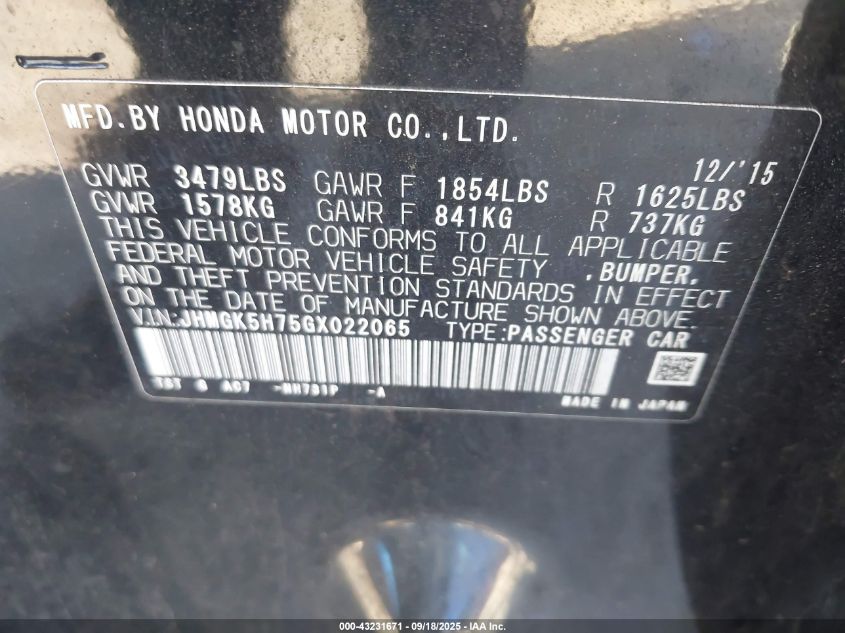 MFD.BY HONDA MOTOR CO.,LTD.
12/'15
GVWR 3479LBS GAWR F 1854LBS R 1625LBS
GVWR 1578KG GAWR F 841KG R 737KG
THIS VEHICLE CONFORMS TO ALL APPLICABLE
FEDERAL MOTOR VEHICLE SAFETY ,BUMPER,
AND THEFT PREVENTION STANDARDS IN EFFECT
ON THE DATE OF MANUFACTURE SHOWN ABOVE.
V.I.N:JHMGK5H75GX022065 TYPE:PASSENGER CAR
-NH731P -A MADE IN JAPAN
000-43231671 - 09/18/2025 - IAA Inc.